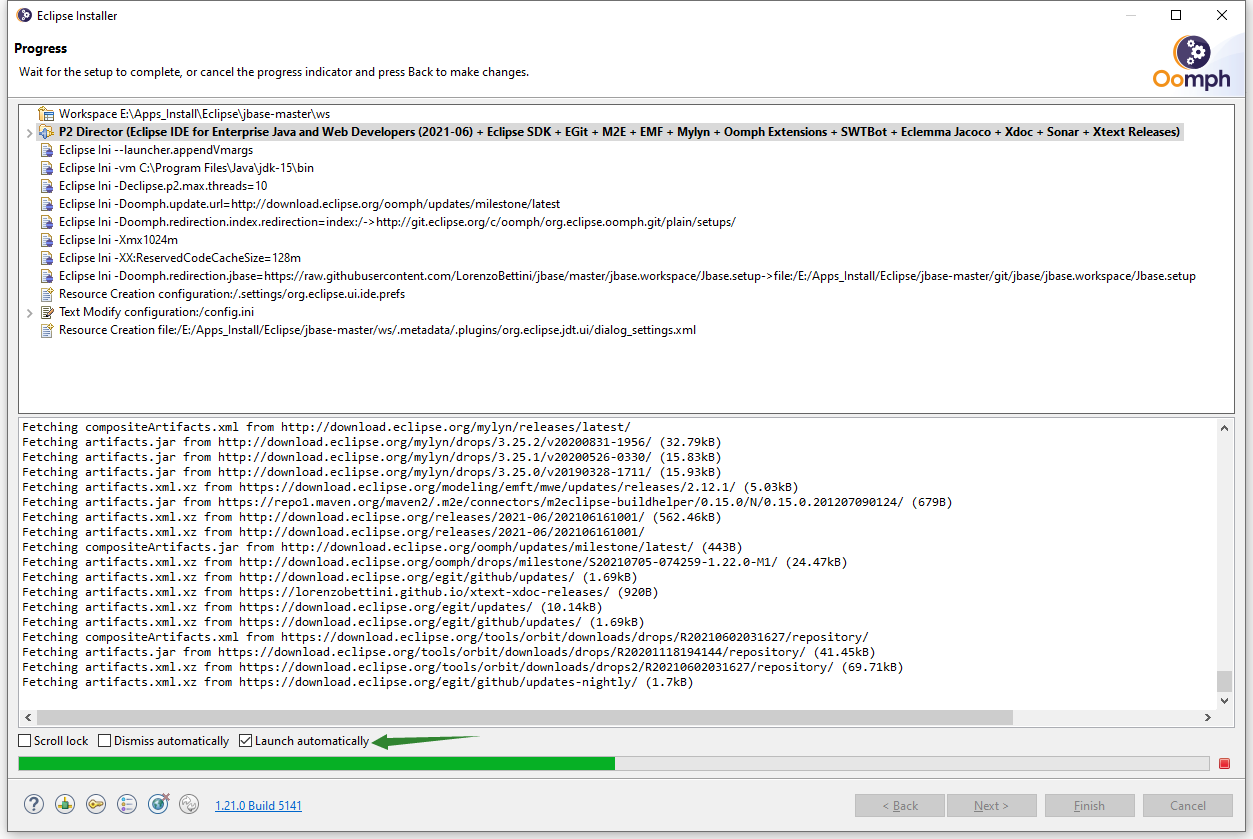 Eclipse Installer
Progress
Wait for the setup to complete, or cancel the progress indicator and press Back to make changes.
Oomph
Workspace E:\Apps_Install\Eclipse\jbase-master\ws
P2 Director (Eclipse IDE for Enterprise Java and Web Developers (2021-06) + Eclipse SDK + EGit + M2E + EMF + Mylyn + Oomph Extensions + SWTBot + Eclemma Jacoco + Xdoc + Sonar + Xtext Releases)
Eclipse Ini --launcher.appendVmargs
Eclipse Ini -vm C:\Program Files\Java\jdk-15\bin
Eclipse Ini -Declipse.p2.max.threads=10
Eclipse Ini -Doomph.update.url=http://download.eclipse.org/oomph/updates/milestone/latest
Eclipse Ini -Doomph.redirection.index.redirection=index:/->http://git.eclipse.org/c/oomph/org.eclipse.oomph.git/plain/setups/
Eclipse Ini -Xmx1024m
Eclipse Ini -XX:ReservedCodeCacheSize=128m
Eclipse Ini -Doomph.redirection.jbase=https://raw.githubusercontent.com/LorenzoBettini/jbase/master/jbase.workspace/Jbase.setup->file:/E:/Apps_Install/Eclipse/jbase-master/git/jbase/jbase.workspace/Jbase.setup
Resource Creation configuration:/.settings/org.eclipse.ui.ide.prefs
Text Modify configuration:/config.ini
Resource Creation file:/E:/Apps_Install/Eclipse/jbase-master/ws/.metadata/.plugins/org.eclipse.jdt.ui/dialog_settings.xml
Fetching compositeArtifacts.xml from http://download.eclipse.org/mylyn/releases/latest/
Fetching artifacts.jar from http://download.eclipse.org/mylyn/drops/3.25.2/v20200831-1956/ (32.79kB)
Fetching artifacts.jar from http://download.eclipse.org/mylyn/drops/3.25.1/v20200526-0330/ (15.83kB)
Fetching artifacts.jar from http://download.eclipse.org/mylyn/drops/3.25.0/v20190328-1711/ (15.93kB)
Fetching artifacts.xml.xz from https://download.eclipse.org/modeling/emft/mwe/updates/releases/2.12.1/ (5.03kB)
Fetching artifacts.jar from https://repo1.maven.org/maven2/.m2e/connectors/m2eclipse-buildhelper/0.15.0/N/0.15.0.201207090124/ (679B)
Fetching artifacts.xml.xz from http://download.eclipse.org/releases/2021-06/202106161001/ (562.46kB)
Fetching artifacts.xml.xz from http://download.eclipse.org/releases/2021-06/202106161001/
Fetching compositeArtifacts.jar from http://download.eclipse.org/oomph/updates/milestone/latest/ (443B)
Fetching artifacts.xml.xz from http://download.eclipse.org/oomph/drops/milestone/S20210705-074259-1.22.0-M1/ (24.47kB)
Fetching artifacts.xml.xz from http://download.eclipse.org/egit/github/updates/ (1.69kB)
Fetching artifacts.xml.xz from https://lorenzobettini.github.io/xtext-xdoc-releases/ (920B)
Fetching artifacts.xml.xz from https://download.eclipse.org/egit/updates/ (10.14kB)
Fetching artifacts.xml.xz from https://download.eclipse.org/egit/github/updates/ (1.69kB)
Fetching compositeArtifacts.xml from https://download.eclipse.org/tools/orbit/downloads/drops/R20210602031627/repository/
Fetching artifacts.jar from https://download.eclipse.org/tools/orbit/downloads/drops/R20201118194144/repository/ (41.45kB)
Fetching artifacts.xml.xz from https://download.eclipse.org/tools/orbit/downloads/drops2/R20210602031627/repository/ (69.71kB)
Fetching artifacts.xml.xz from https://download.eclipse.org/egit/github/updates-nightly/ (1.7kB)
Scroll lock Dismiss automatically Launch automatically
1.21.0 Build 5141 < Back Next > Finish Cancel